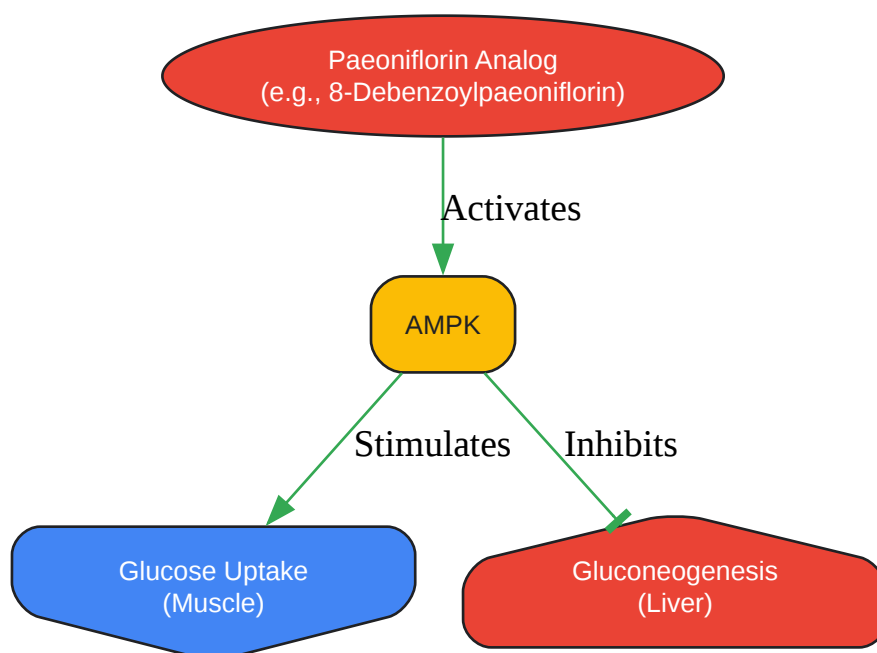 Paeoniflorin Analog
(e.g., 8-Debenzoylpaeoniflorin)
Activates
AMPK
Stimulates
Inhibits
Glucose Uptake
(Muscle)
Gluconeogenesis
(Liver)